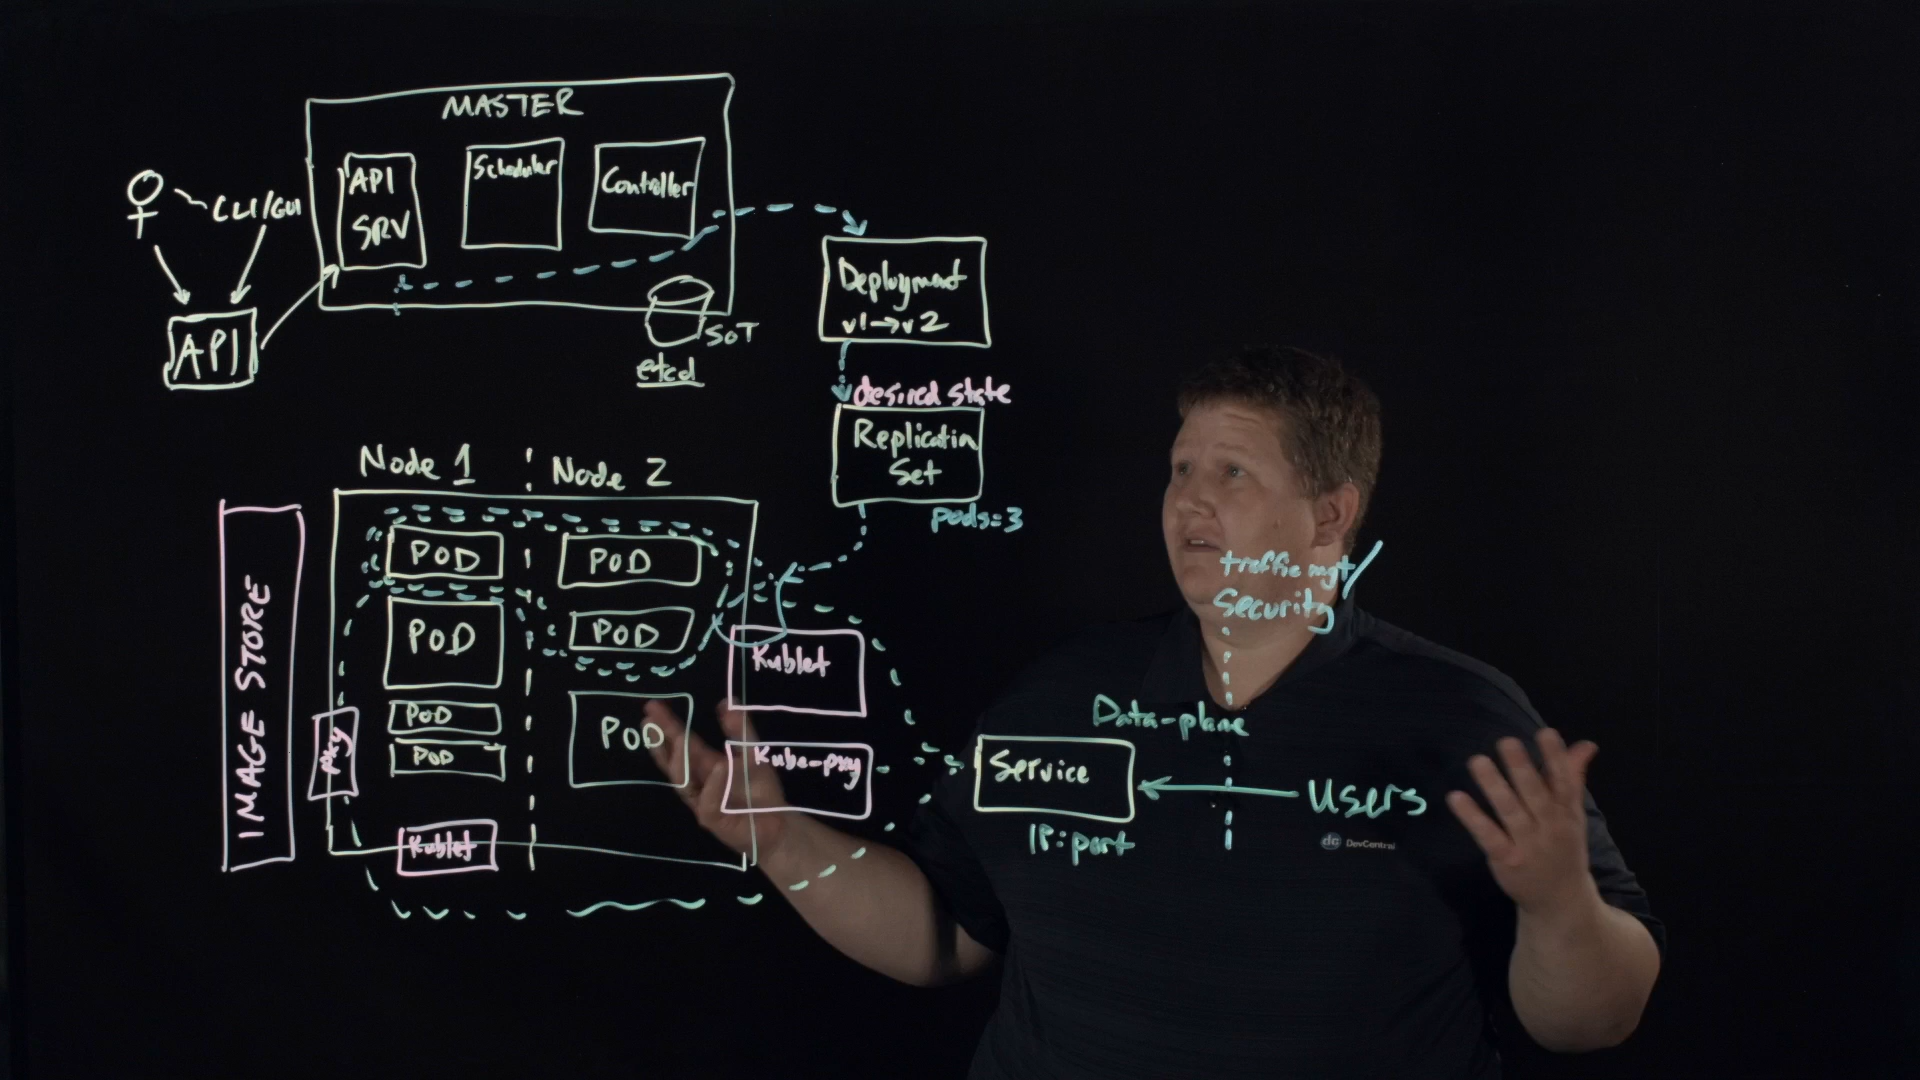 MASTER
API
SRV
Scheduler
Controller
CLI/GUI
API
SOT
etcd
Deployment
v1→v2
desired state
Replication
Set
pods=3
Node 1
Node 2
IMAGE STORE
POD
POD
POD
POD
POD
POD
POD
pxy
Kublet
Kublet
Kube-pxy
Service
IP:port
Data-plane
traffic mgt/
Security
Users
dc DevCentral